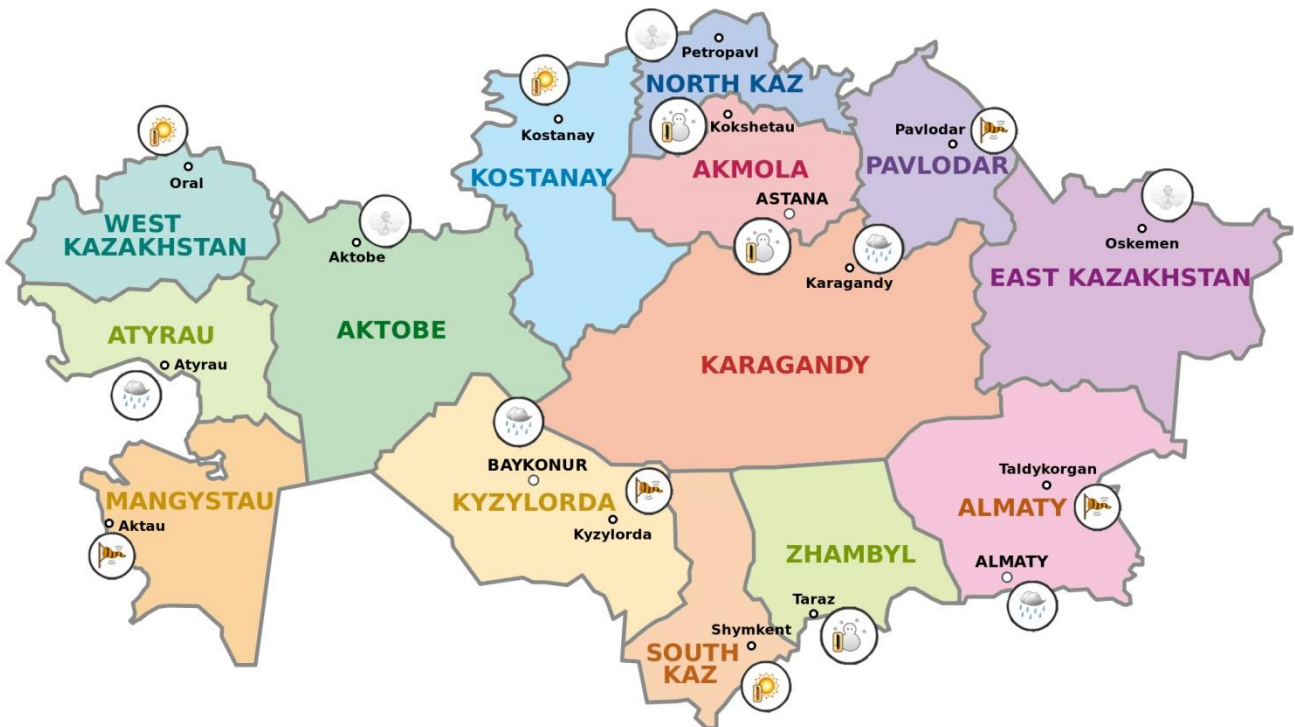 Petropavl
NORTH KAZ
Kokshetau
Kostanay
KOSTANAY
AKMOLA
ASTANA
Pavlodar
PAVLODAR
Oral
WEST
KAZAKHSTAN
Aktobe
AKTOBE
Karagandy
KARAGANDY
Oskemen
EAST KAZAKHSTAN
ATYRAU
Atyrau
BAYKONUR
KYZYLORDA
Kyzylorda
MANGYSTAU
Aktau
Taldykorgan
ALMATY
ALMATY
ZHAMBYL
Taraz
Shymkent
SOUTH
KAZ